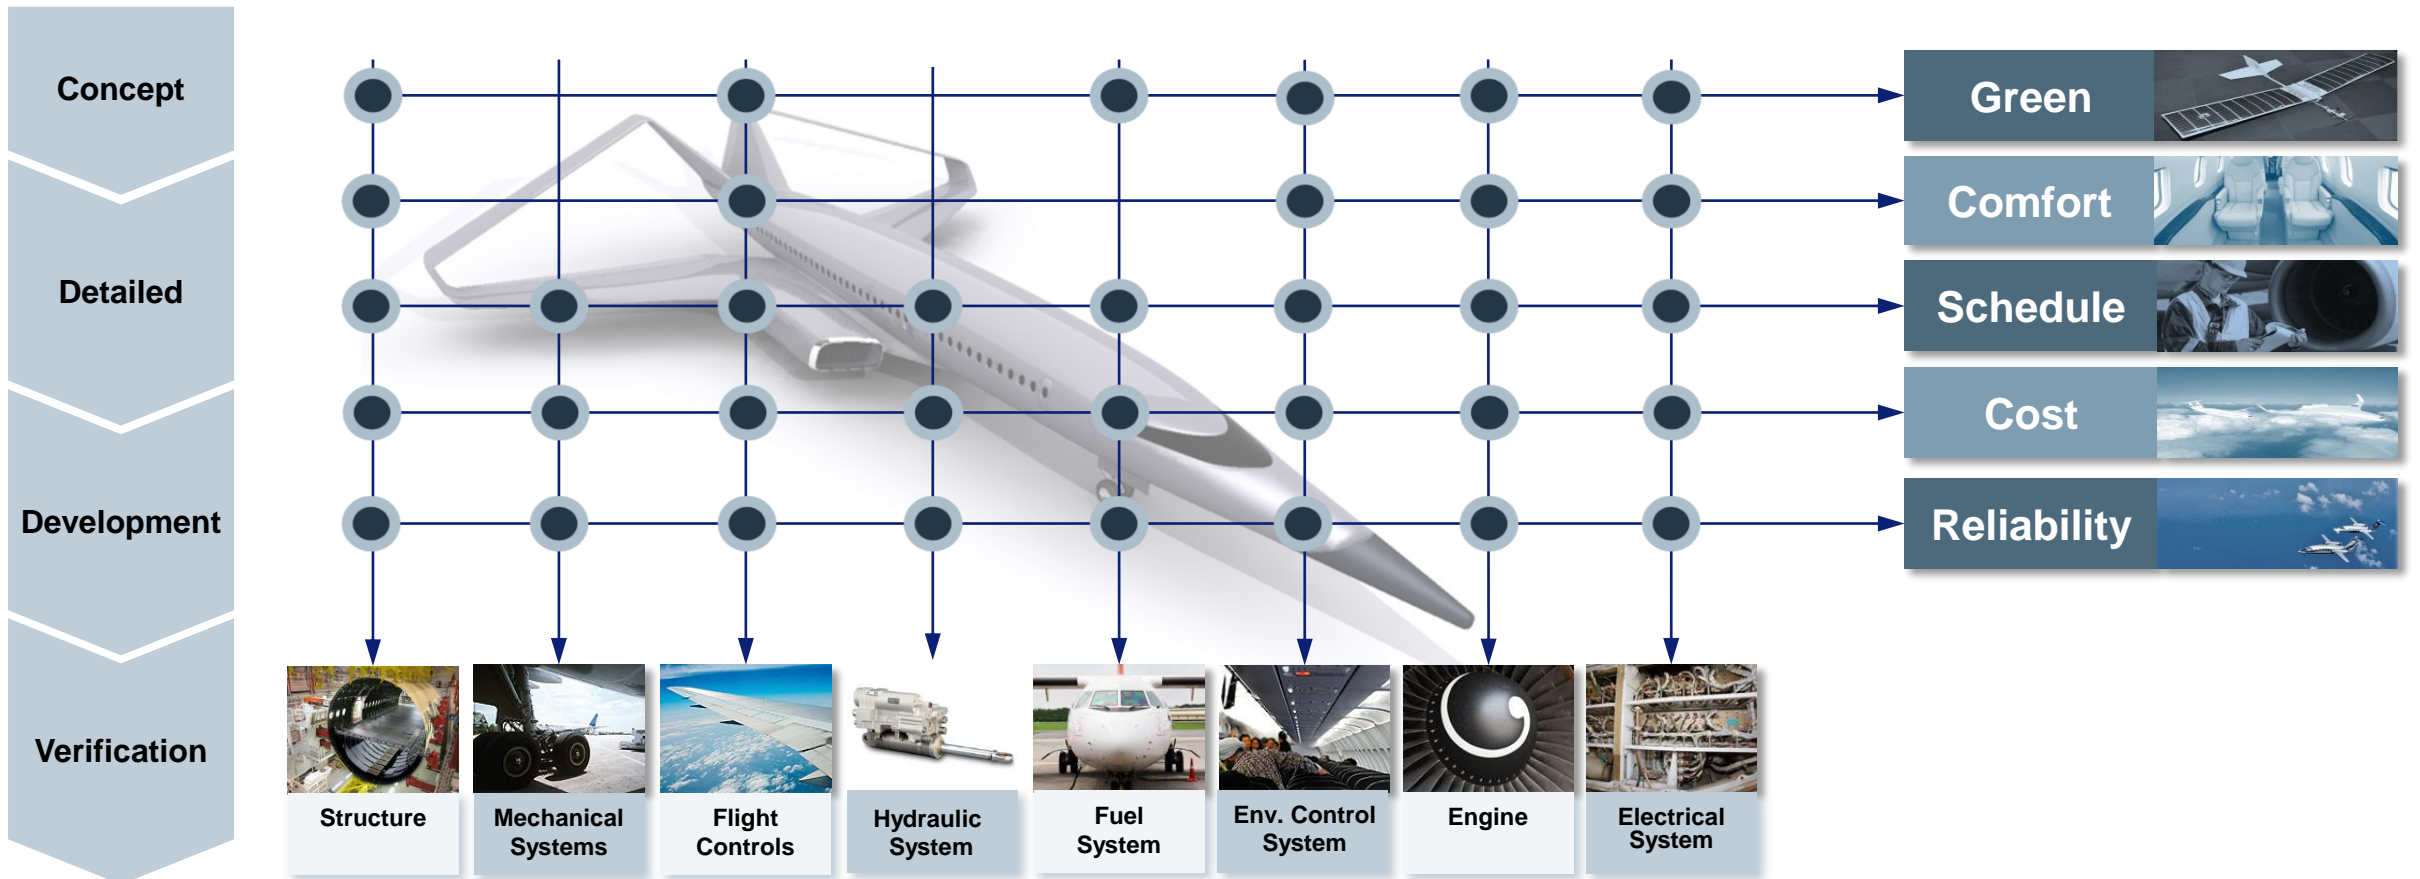 Concept
Detailed
Development
Verification
Green
Comfort
Schedule
Cost
Reliability
Structure
Mechanical
Systems
Flight
Controls
Hydraulic
System
Fuel
System
Env. Control
System
Engine
Electrical
System